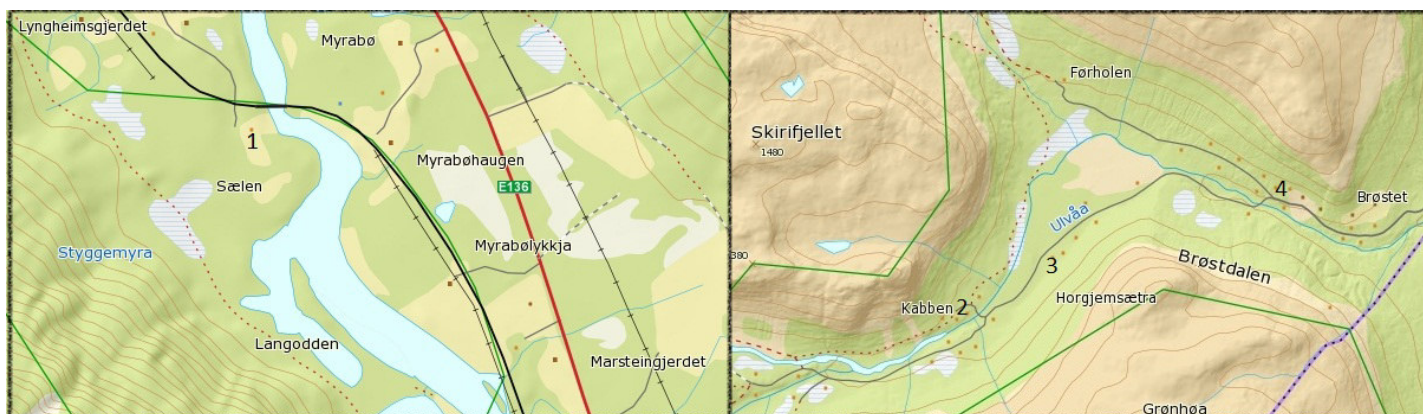 Lyngheimsgjerdet
Myrabø
1
Sælen
Styggemyra
Langodden
Myrabøhaugen
E136
Myrabølykkja
Marsteingjerdet
Førholen
Skirifjellet
1480
4
Brøstet
Ulvåa
380
3
Brøstdalen
Kabben 2
Horgjemsætra
Grønhøa